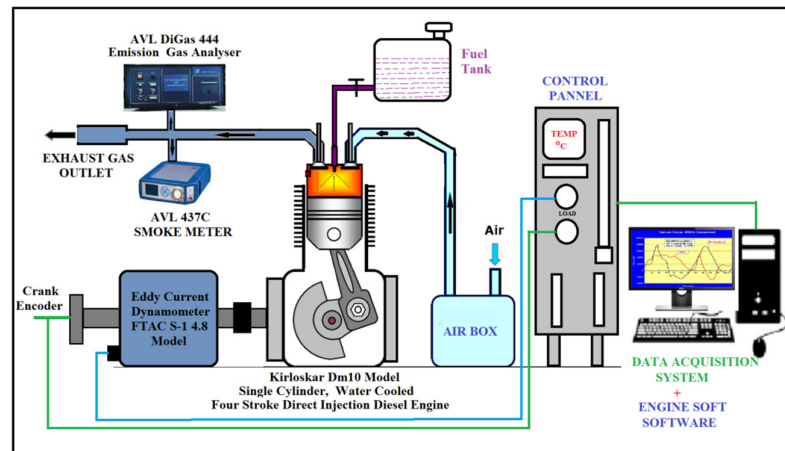 AVL DiGas 444
Emission Gas Analyser
Fuel
Tank
CONTROL
PANNEL
TEMP
°C
LOAD
EXHAUST GAS
OUTLET
AVL 437C
SMOKE METER
Air
Crank
Encoder
Eddy Current
Dynamometer
FTAC S-1 4.8
Model
AIR BOX
Kirloskar Dm10 Model
Single Cylinder, Water Cooled
Four Stroke Direct Injection Diesel Engine
DATA ACQUISITION
SYSTEM
+
ENGINE SOFT
SOFTWARE